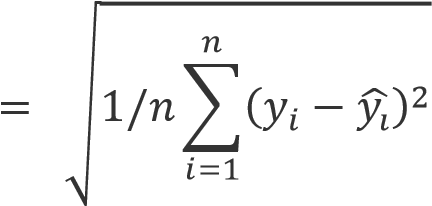 = √(1/n ∑_{i=1}^{n} (y_i − ŷ_i)²)